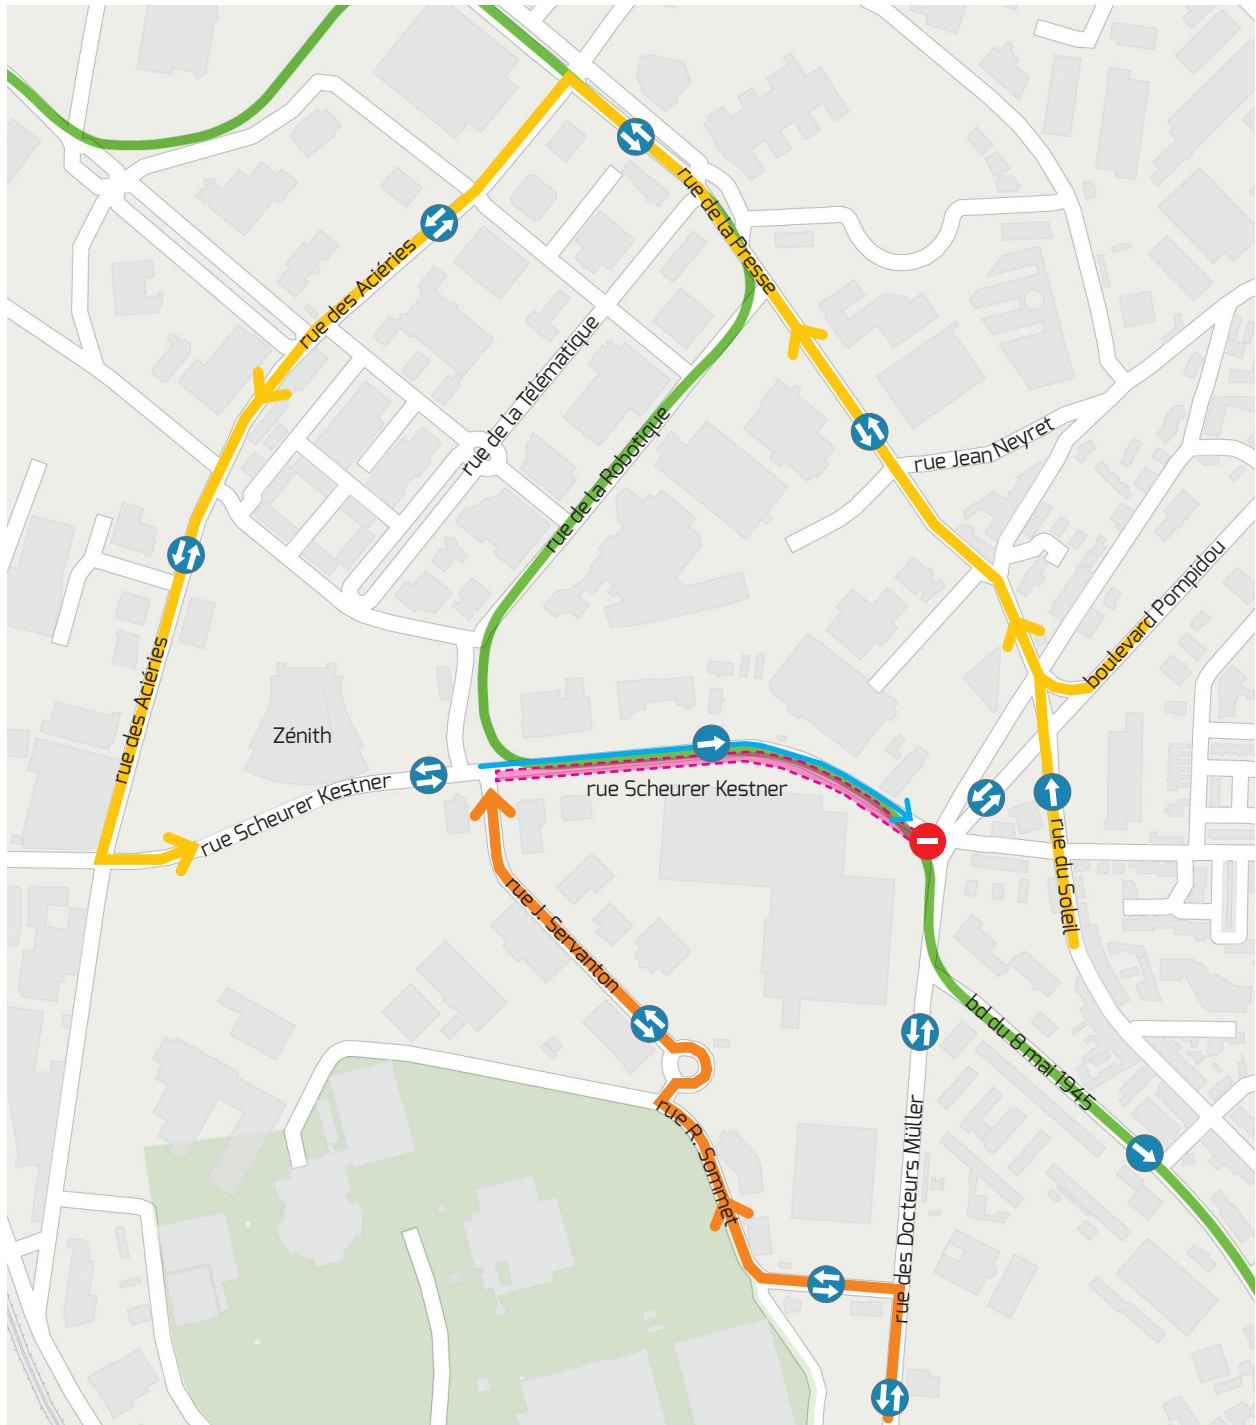 rue de la Presse
rue des Aciéries
rue de la Télématique
rue de la Robotique
rue Jean Neyret
boulevard Pompidou
rue des Aciéries
Zénith
rue Scheurer Kestner
rue Scheurer Kestner
rue du Soleil
rue J. Servanton
bd du 8 mai 1945
rue R. Sommet
rue des Docteurs Müller